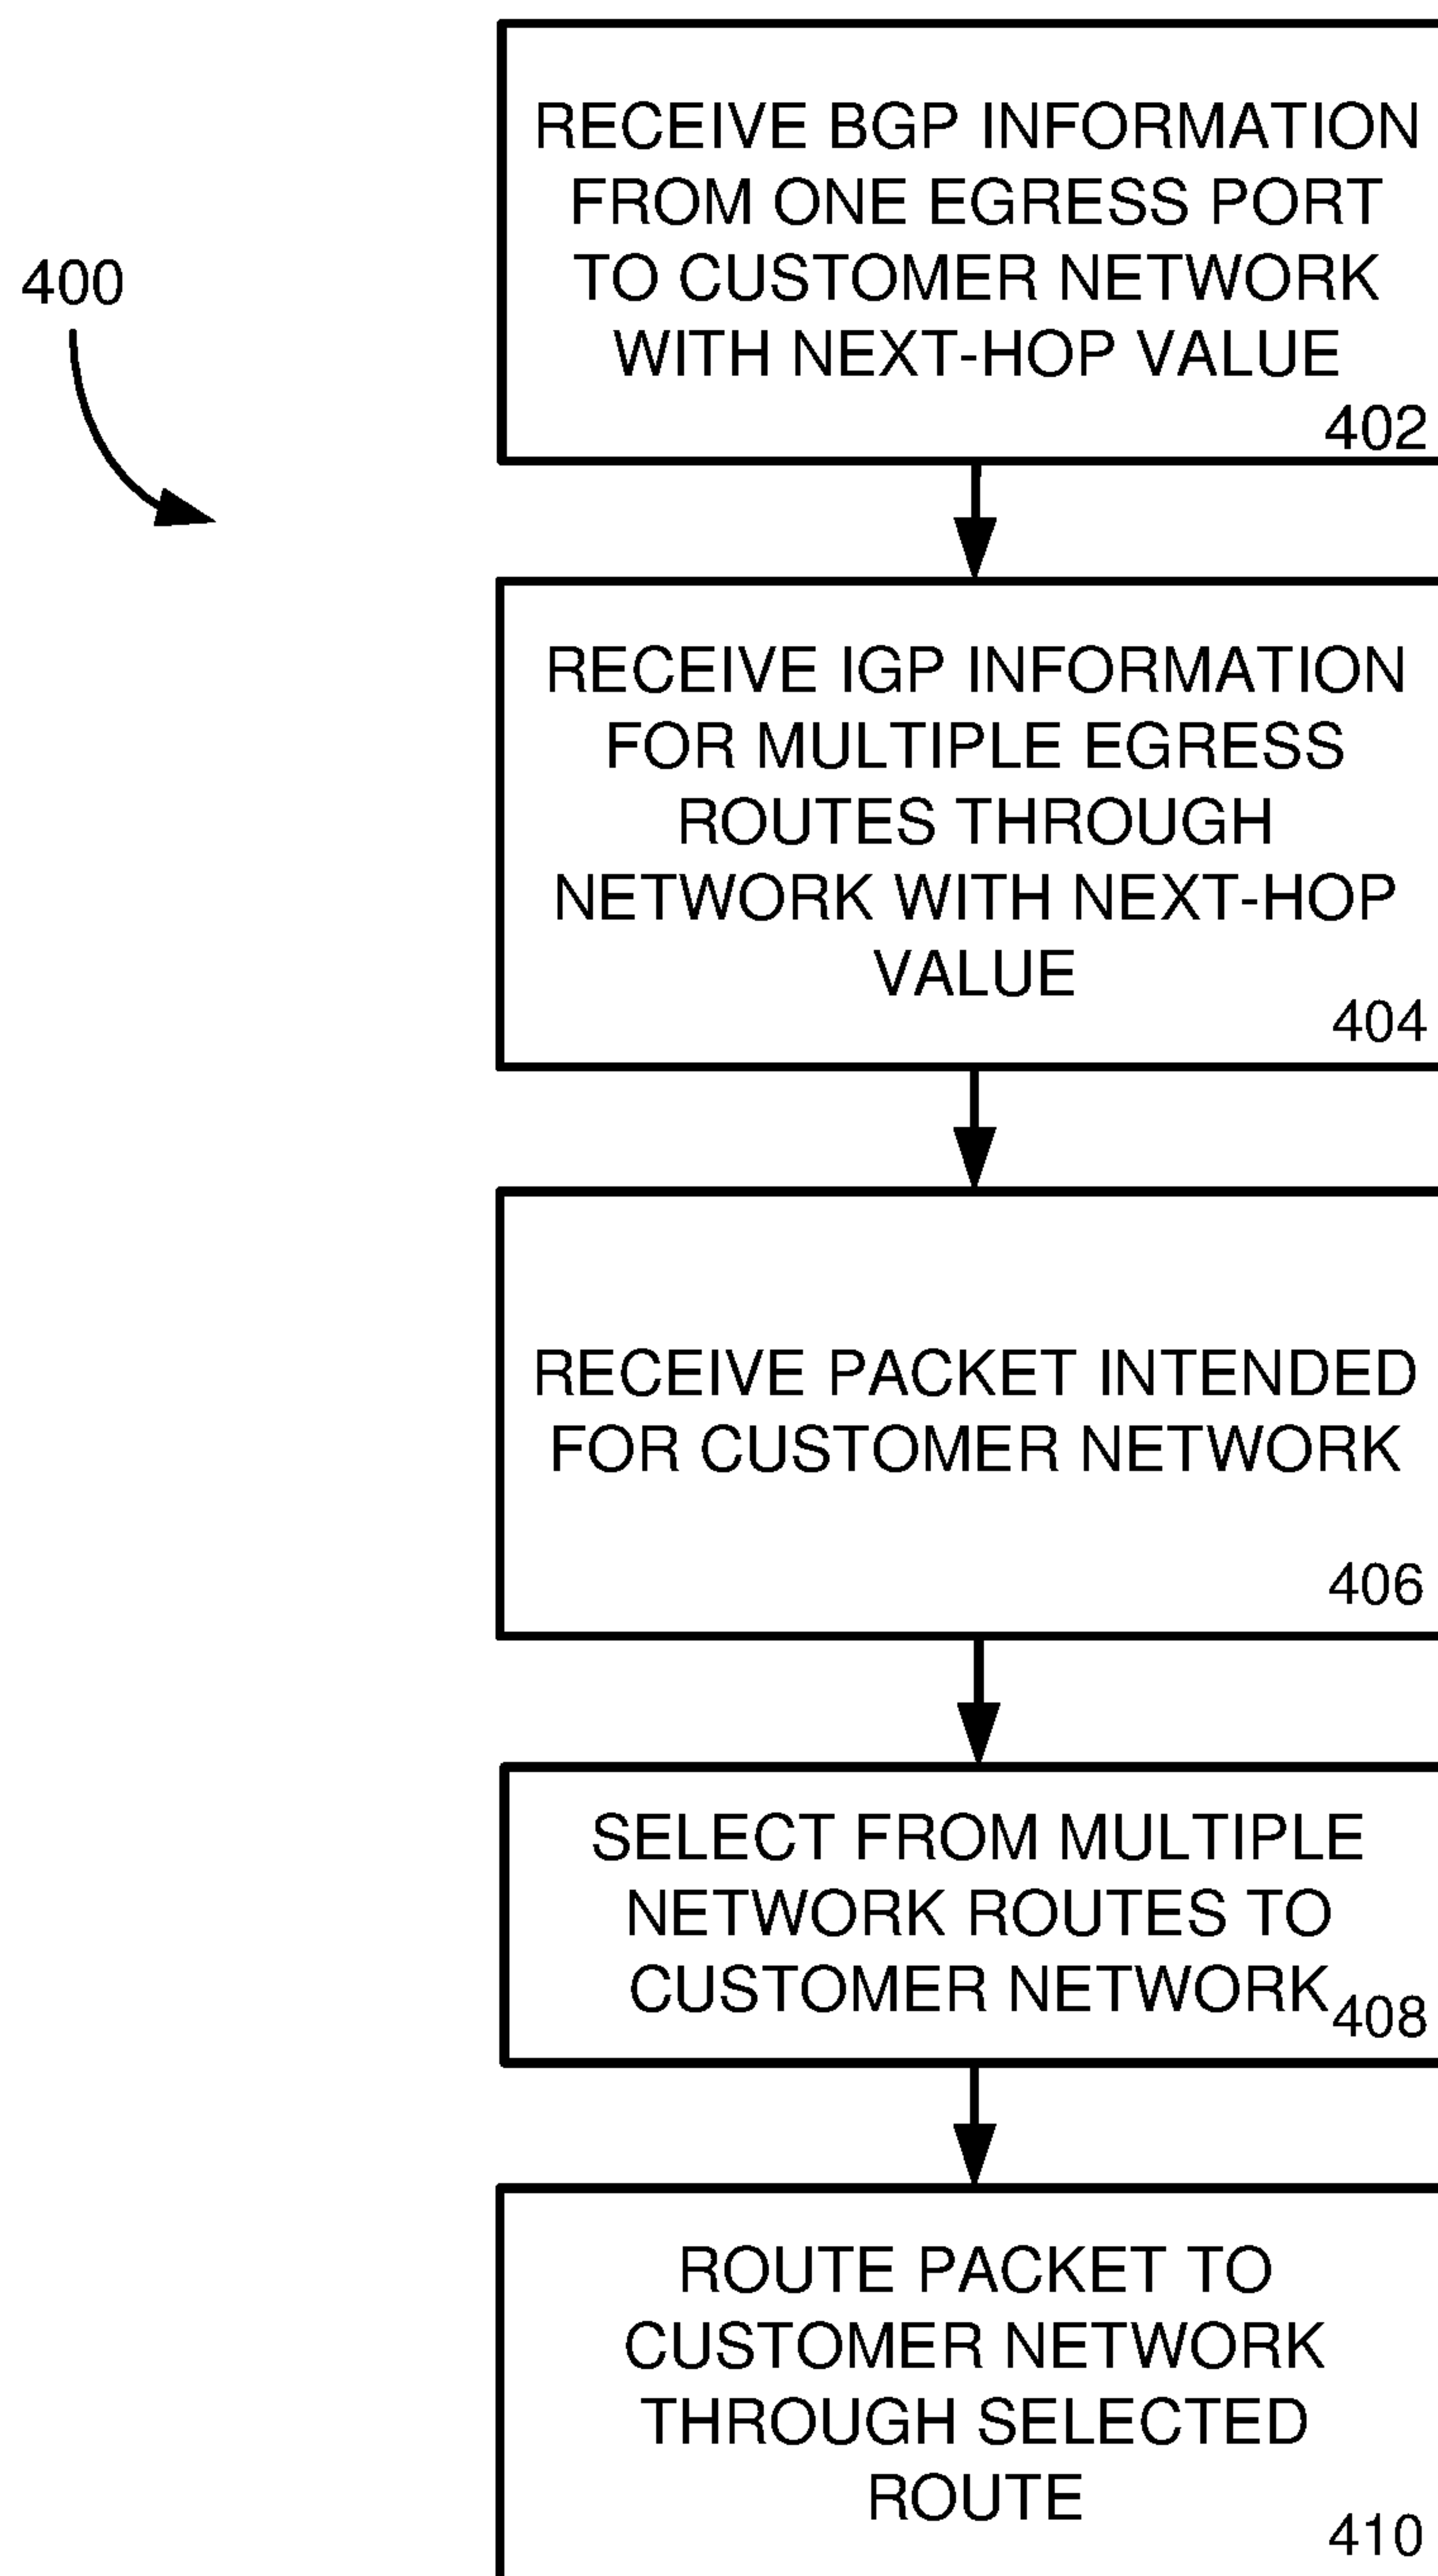 400
RECEIVE BGP INFORMATION
FROM ONE EGRESS PORT
TO CUSTOMER NETWORK
WITH NEXT-HOP VALUE
402
RECEIVE IGP INFORMATION
FOR MULTIPLE EGRESS
ROUTES THROUGH
NETWORK WITH NEXT-HOP
VALUE
404
RECEIVE PACKET INTENDED
FOR CUSTOMER NETWORK
406
SELECT FROM MULTIPLE
NETWORK ROUTES TO
CUSTOMER NETWORK
408
ROUTE PACKET TO
CUSTOMER NETWORK
THROUGH SELECTED
ROUTE
410